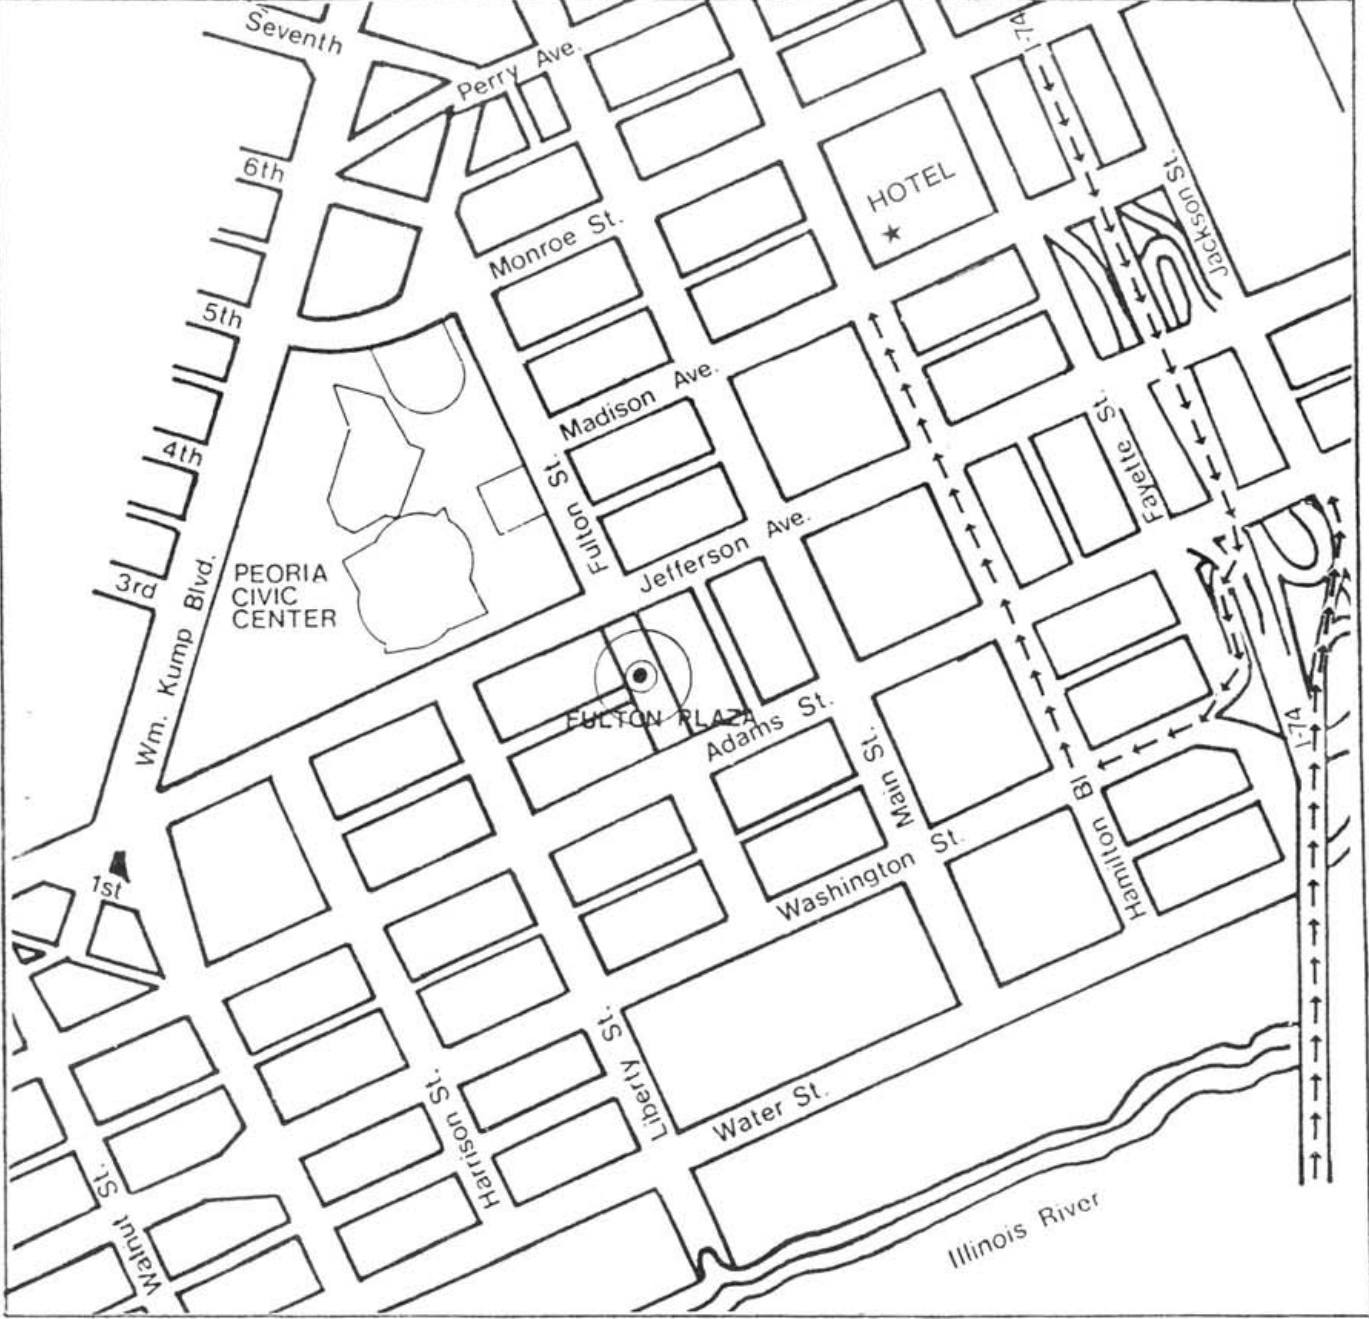 Seventh
I-74
Perry Ave.
6th
HOTEL
Jackson St.
Monroe St.
5th
Madison Ave.
Fayette St.
4th
Fulton St.
Jefferson Ave.
3rd
PEORIA
CIVIC
CENTER
Wm. Kump Blvd.
FULTON PLAZA
Adams St.
I-74
Main St.
Hamilton Bl
1st
Washington St.
Liberty St.
Water St.
Harrison St.
Walnut St.
Illinois River